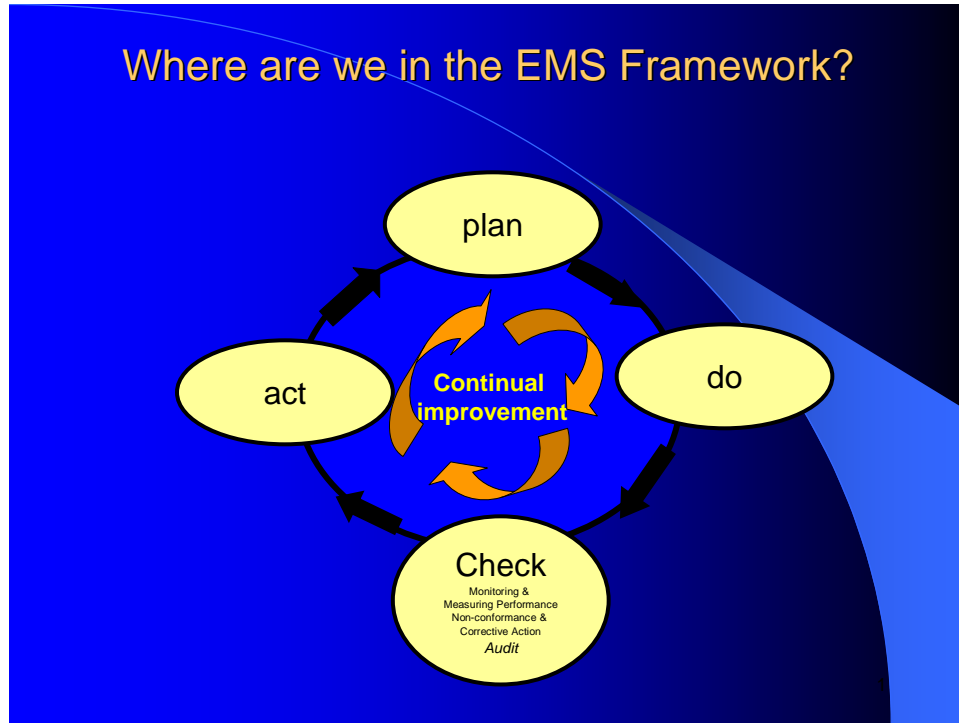 Where are we in the EMS Framework?
plan
do
act
Continual
improvement
Check
Monitoring &
Measuring Performance
Non-conformance &
Corrective Action
Audit